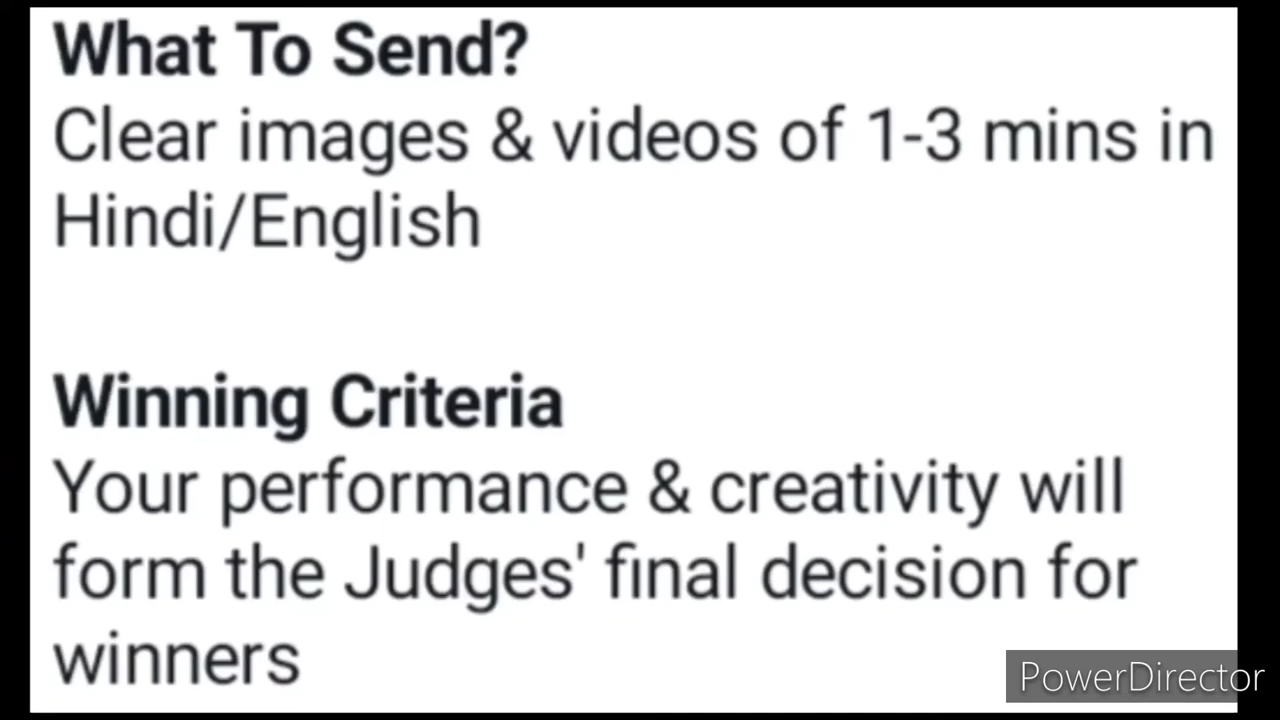 What To Send?
Clear images & videos of 1-3 mins in
Hindi/English
Winning Criteria
Your performance & creativity will
form the Judges' final decision for
winners
PowerDirector